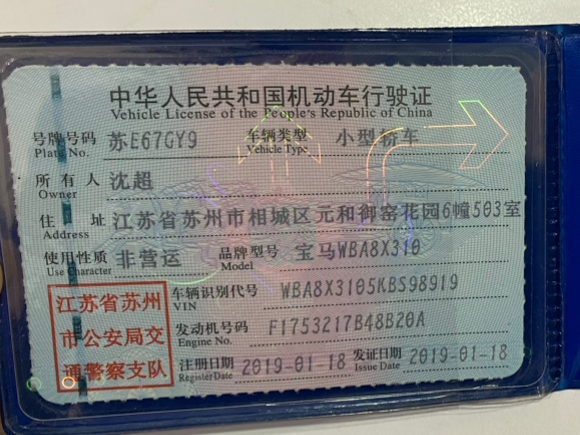 中华人民共和国机动车行驶证
Vehicle License of the People's Republic of China
号牌号码 苏E67GY9 车辆类型 小型轿车
Plate No. Vehicle Type
所有人 沈超
Owner
住址 江苏省苏州市相城区元和御窑花园6幢503室
Address
使用性质 非营运 品牌型号 宝马WBA8X310
Use Character Model
江苏省苏州
市公安局交
通警察支队
车辆识别代号 WBA8X3105KBS98919
VIN
发动机号码 F1753217B48B20A
Engine No.
注册日期 2019-01-18 发证日期 2019-01-18
Register Date Issue Date